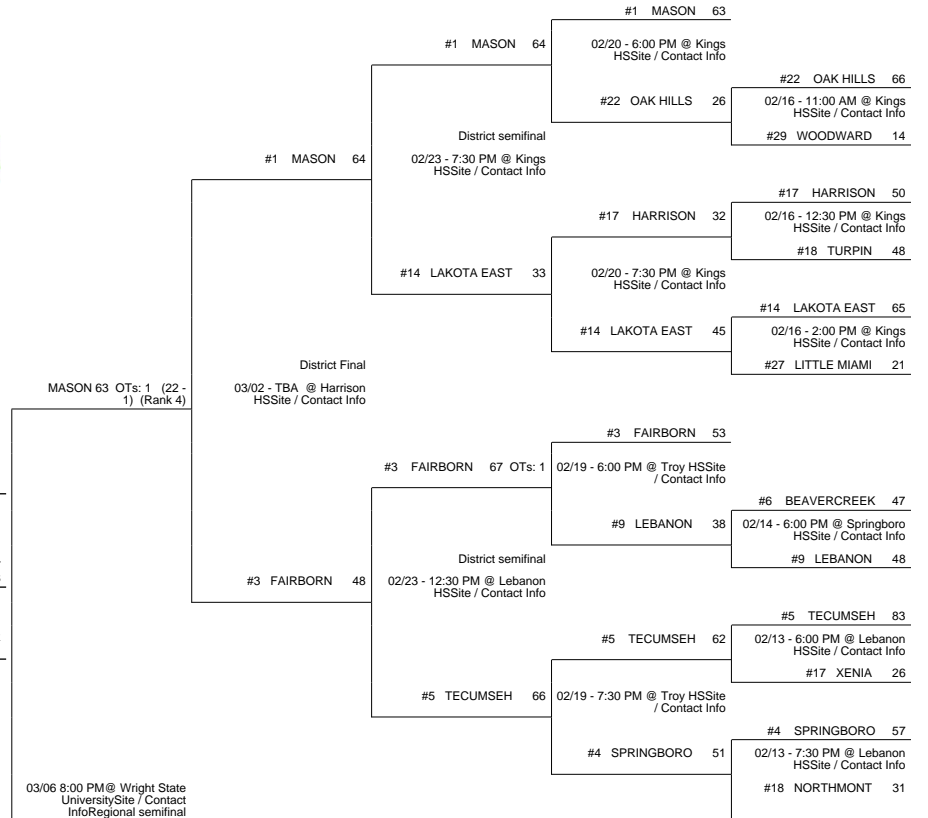 #1 MASON 63
#1 MASON 64
02/20 - 6:00 PM @ Kings
HSSite / Contact Info
#22 OAK HILLS 66
#22 OAK HILLS 26
02/16 - 11:00 AM @ Kings
HSSite / Contact Info
#29 WOODWARD 14
District semifinal
#1 MASON 64
02/23 - 7:30 PM @ Kings
HSSite / Contact Info
#17 HARRISON 50
#17 HARRISON 32
02/16 - 12:30 PM @ Kings
HSSite / Contact Info
#18 TURPIN 48
#14 LAKOTA EAST 33
02/20 - 7:30 PM @ Kings
HSSite / Contact Info
#14 LAKOTA EAST 65
#14 LAKOTA EAST 45
02/16 - 2:00 PM @ Kings
HSSite / Contact Info
#27 LITTLE MIAMI 21
District Final
MASON 63 OTs: 1 (22 -
1) (Rank 4)
03/02 - TBA @ Harrison
HSSite / Contact Info
#3 FAIRBORN 53
#3 FAIRBORN 67 OTs: 1
02/19 - 6:00 PM @ Troy HSSite
/ Contact Info
#6 BEAVERCREEK 47
#9 LEBANON 38
02/14 - 6:00 PM @ Springboro
HSSite / Contact Info
#9 LEBANON 48
District semifinal
#3 FAIRBORN 48
02/23 - 12:30 PM @ Lebanon
HSSite / Contact Info
#5 TECUMSEH 83
#5 TECUMSEH 62
02/13 - 6:00 PM @ Lebanon
HSSite / Contact Info
#17 XENIA 26
#5 TECUMSEH 66
02/19 - 7:30 PM @ Troy HSSite
/ Contact Info
#4 SPRINGBORO 57
#4 SPRINGBORO 51
02/13 - 7:30 PM @ Lebanon
HSSite / Contact Info
#18 NORTHMONT 31
03/06 8:00 PM@ Wright State
UniversitySite / Contact
InfoRegional semifinal